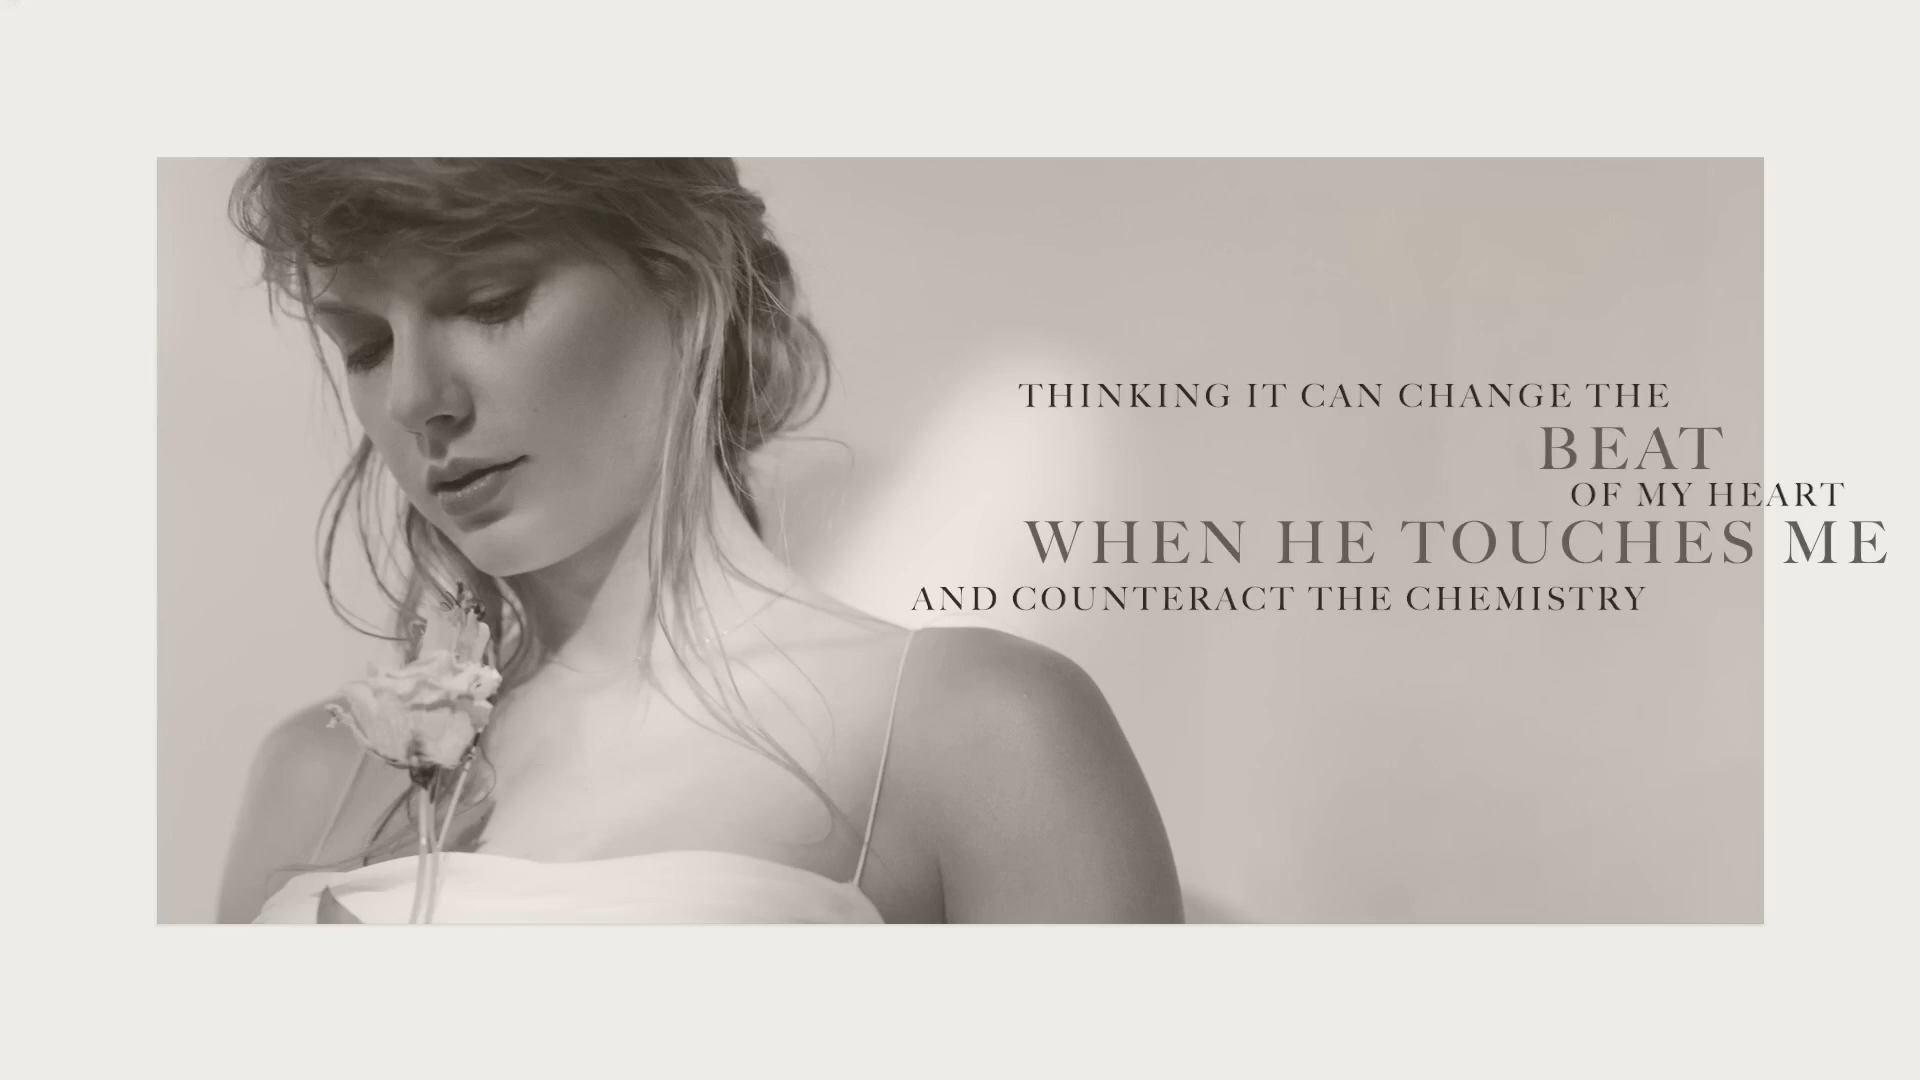 THINKING IT CAN CHANGE THE
BEAT
OF MY HEART
WHEN HE TOUCHES ME
AND COUNTERACT THE CHEMISTRY